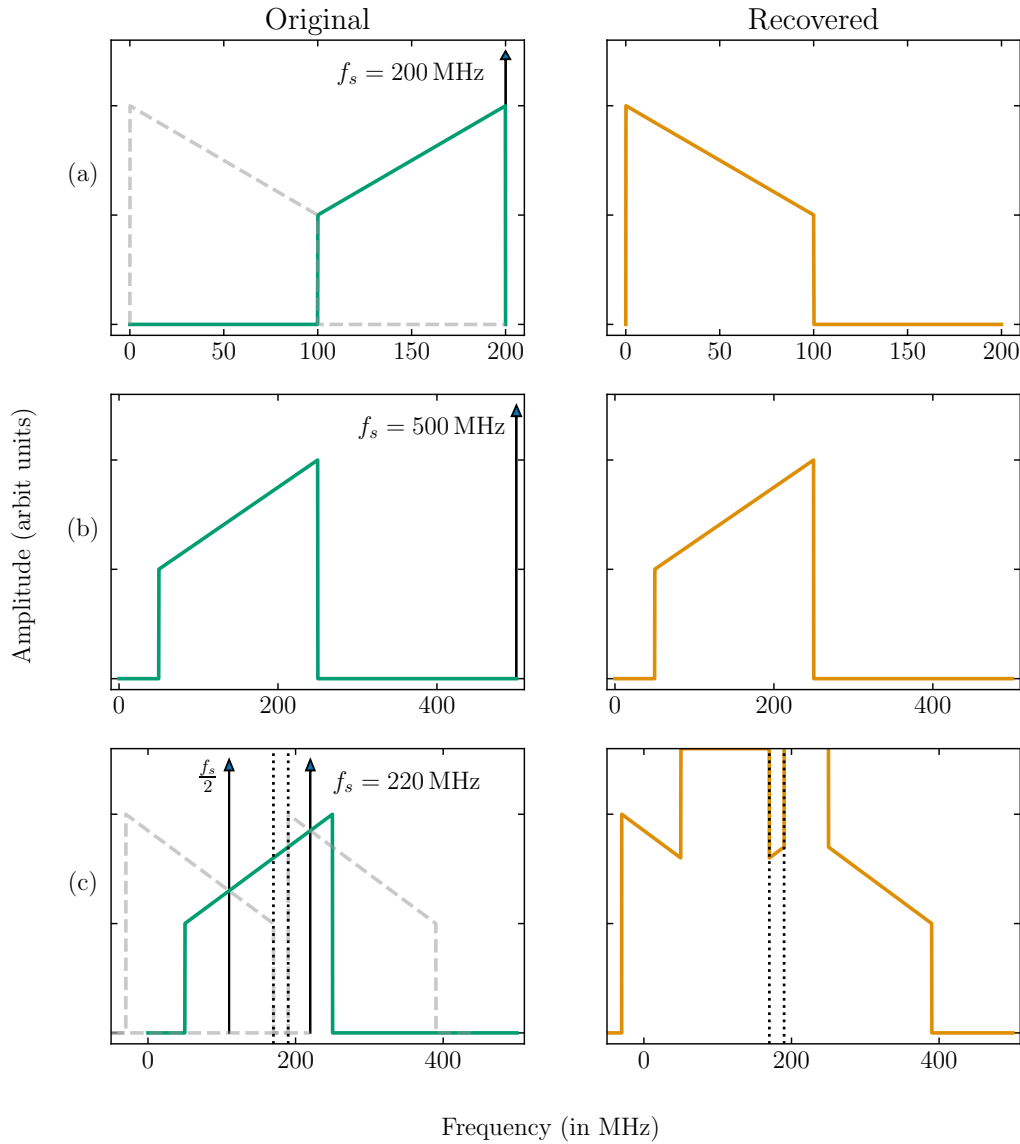 Original
Recovered
(a)
f_s = 200 MHz
0 50 100 150 200
0 50 100 150 200
Amplitude (arbit units)
(b)
f_s = 500 MHz
0 200 400
0 200 400
(c)
f_s/2
f_s = 220 MHz
0 200 400
0 200 400
Frequency (in MHz)